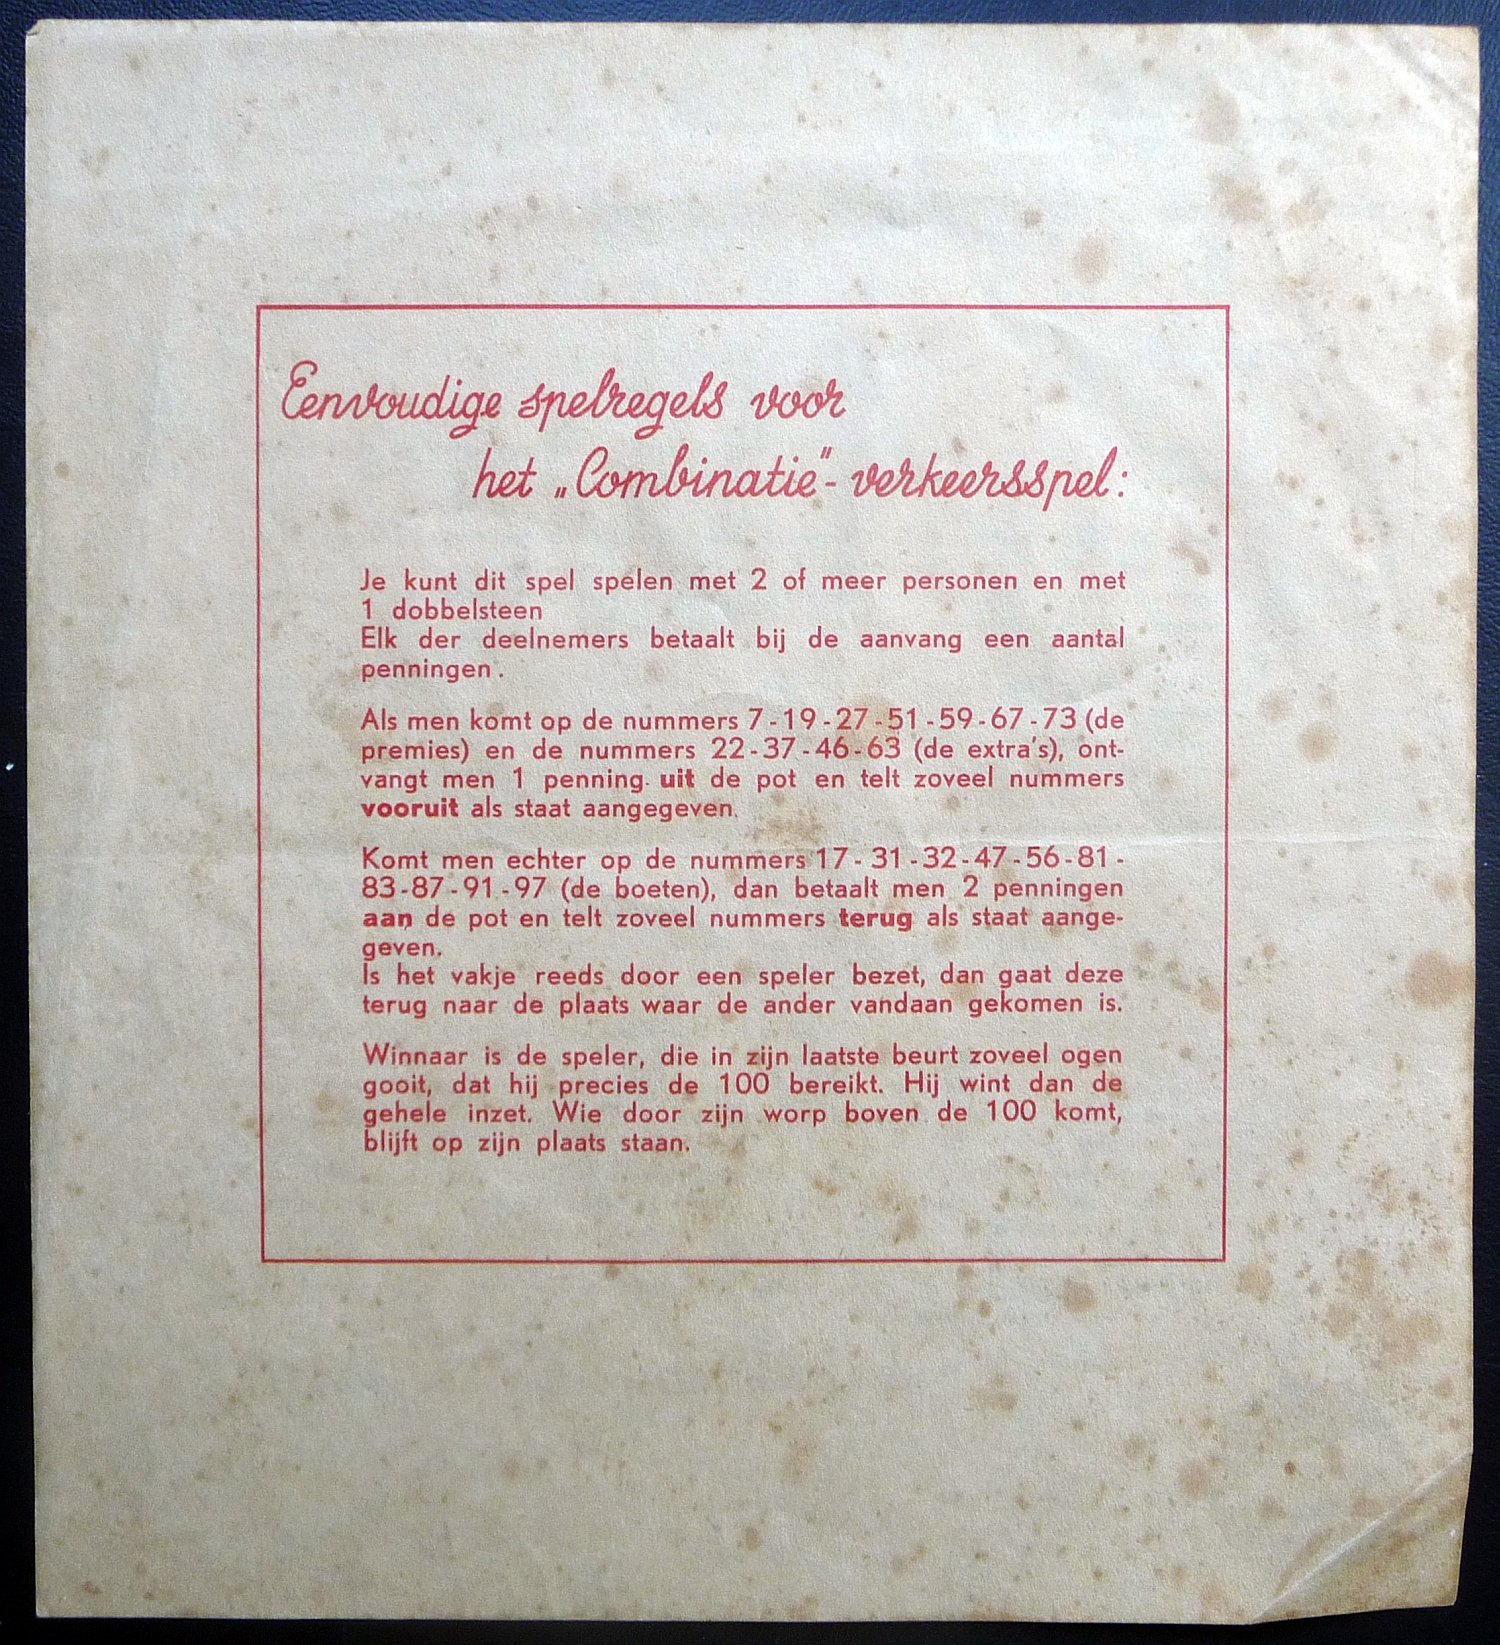 Eenvoudige spelregels voor
het „Combinatie"- verkeersspel:
Je kunt dit spel spelen met 2 of meer personen en met
1 dobbelsteen
Elk der deelnemers betaalt bij de aanvang een aantal
penningen.
Als men komt op de nummers 7-19-27-51-59-67-73 (de
premies) en de nummers 22-37-46-63 (de extra's), ont-
vangt men 1 penning uit de pot en telt zoveel nummers
vooruit als staat aangegeven.
Komt men echter op de nummers 17-31-32-47-56-81-
83-87-91-97 (de boeten), dan betaalt men 2 penningen
aan de pot en telt zoveel nummers terug als staat aange-
geven.
Is het vakje reeds door een speler bezet, dan gaat deze
terug naar de plaats waar de ander vandaan gekomen is.
Winnaar is de speler, die in zijn laatste beurt zoveel ogen
gooit, dat hij precies de 100 bereikt. Hij wint dan de
gehele inzet. Wie door zijn worp boven de 100 komt,
blijft op zijn plaats staan.